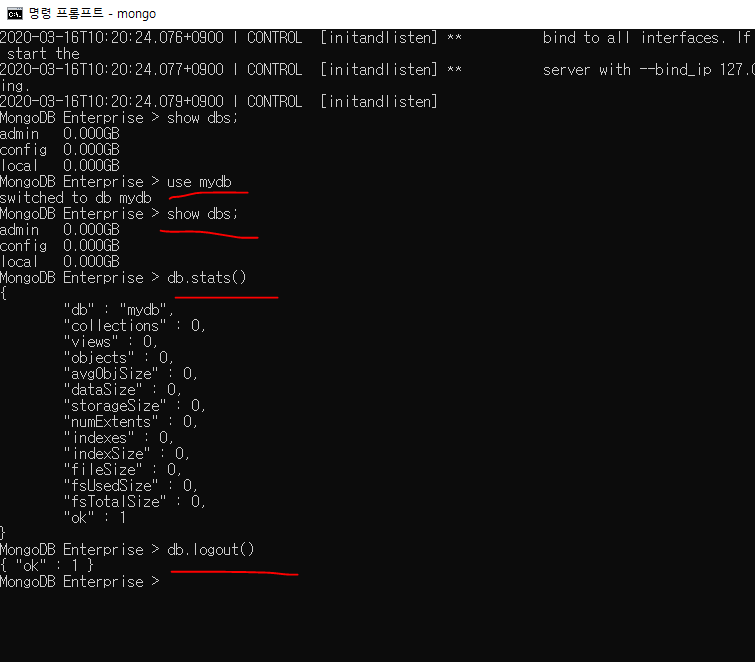 명령 프롬프트 - mongo
2020-03-16T10:20:24.076+0900 I CONTROL  [initandlisten] **          bind to all interfaces. If
 start the
2020-03-16T10:20:24.077+0900 I CONTROL  [initandlisten] **          server with --bind_ip 127.0
ing.
2020-03-16T10:20:24.079+0900 I CONTROL  [initandlisten]
MongoDB Enterprise > show dbs;
admin   0.000GB
config  0.000GB
local   0.000GB
MongoDB Enterprise > use mydb
switched to db mydb
MongoDB Enterprise > show dbs;
admin   0.000GB
config  0.000GB
local   0.000GB
MongoDB Enterprise > db.stats()
{
        "db" : "mydb",
        "collections" : 0,
        "views" : 0,
        "objects" : 0,
        "avgObjSize" : 0,
        "dataSize" : 0,
        "storageSize" : 0,
        "numExtents" : 0,
        "indexes" : 0,
        "indexSize" : 0,
        "fileSize" : 0,
        "fsUsedSize" : 0,
        "fsTotalSize" : 0,
        "ok" : 1
}
MongoDB Enterprise > db.logout()
{ "ok" : 1 }
MongoDB Enterprise >